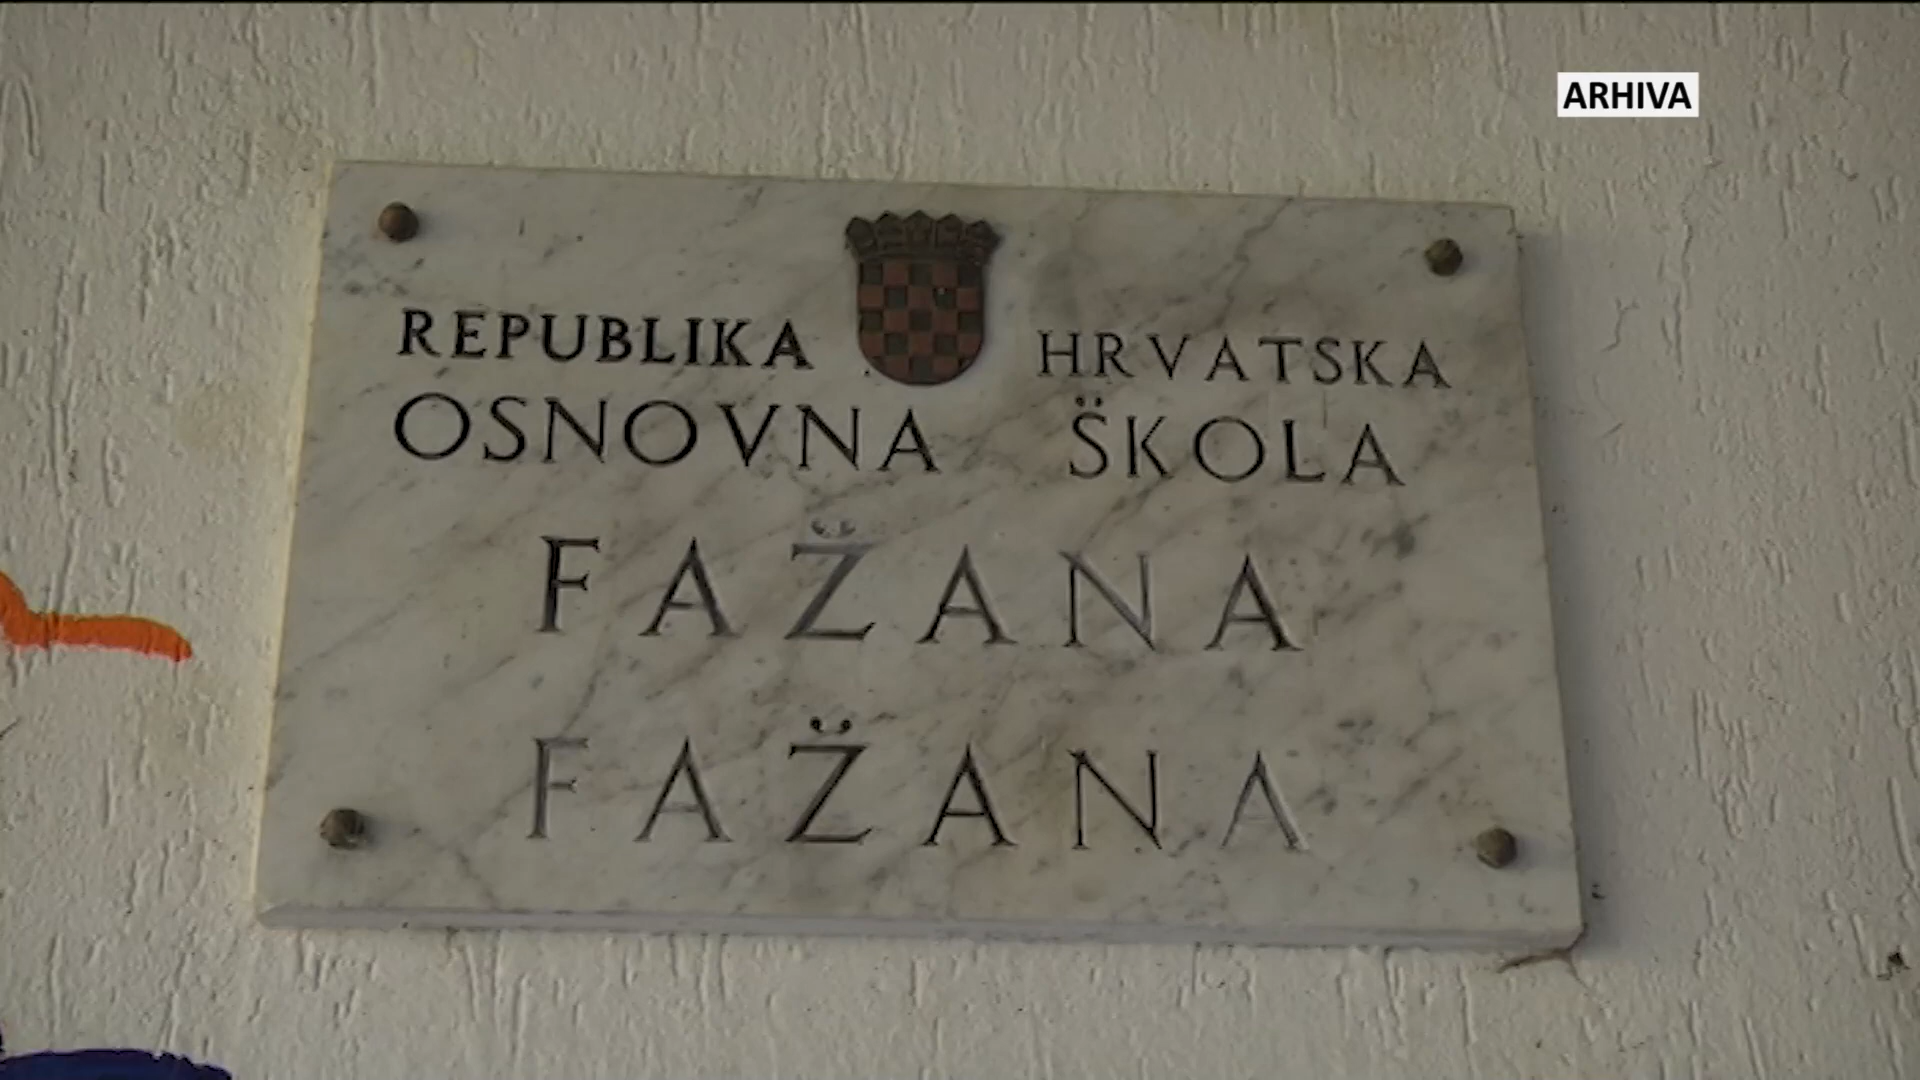 ARHIVA
REPUBLIKA HRVATSKA
OSNOVNA ŠKOLA
FAŽANA
FAŽANA